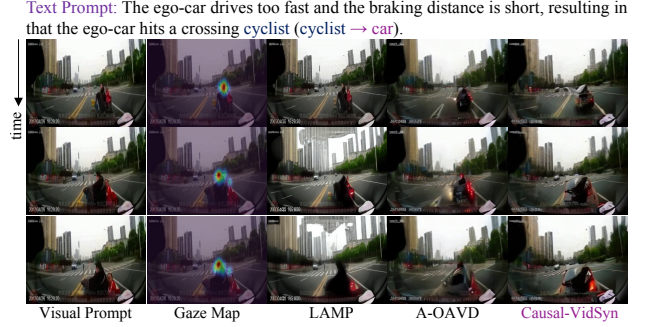 Text Prompt: The ego-car drives too fast and the braking distance is short, resulting in
that the ego-car hits a crossing cyclist (cyclist → car).
time
Visual Prompt Gaze Map LAMP A-OAVD Causal-VidSyn